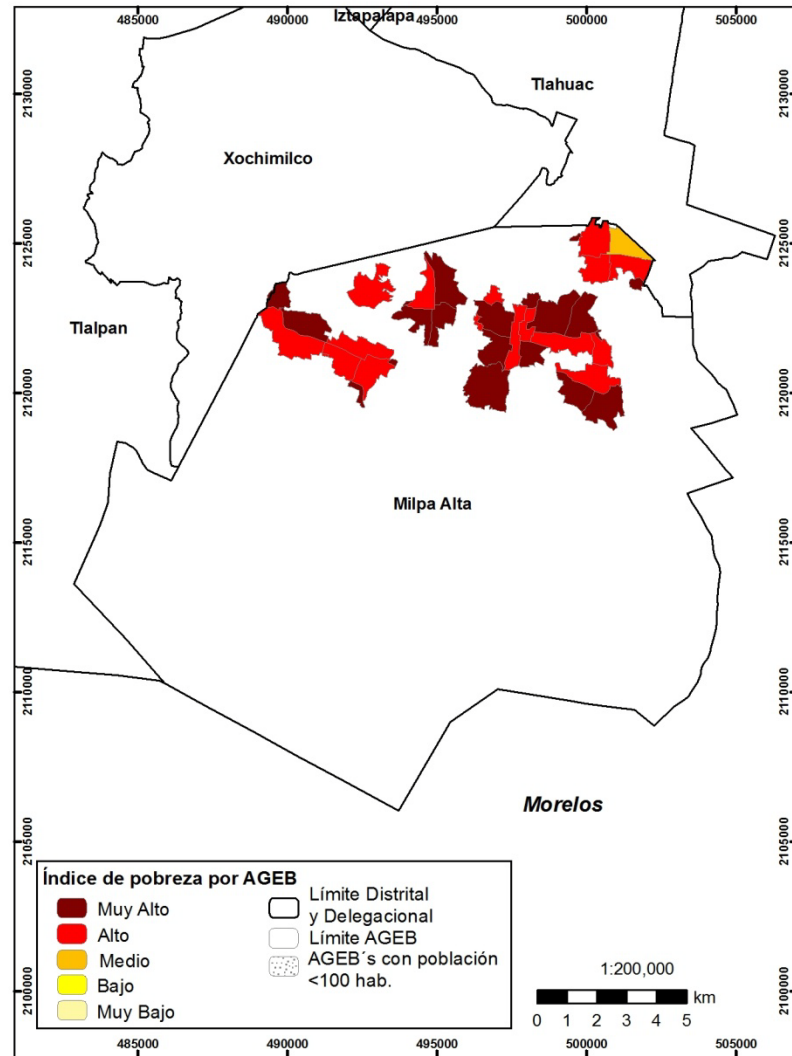 485000 490000 495000 500000 505000
Iztapalapa
2130000 2130000
Tlahuac
Xochimilco
2125000 2125000
Tlalpan
2120000 2120000
Milpa Alta
2115000 2115000
2110000 2110000
Morelos
2105000 2105000
Índice de pobreza por AGEB
Muy Alto
Alto
Medio
Bajo
Muy Bajo
Límite Distrital
y Delegacional
Límite AGEB
AGEB´s con población
<100 hab.
1:200,000
km
0 1 2 3 4 5
2100000 2100000
485000 490000 495000 500000 505000